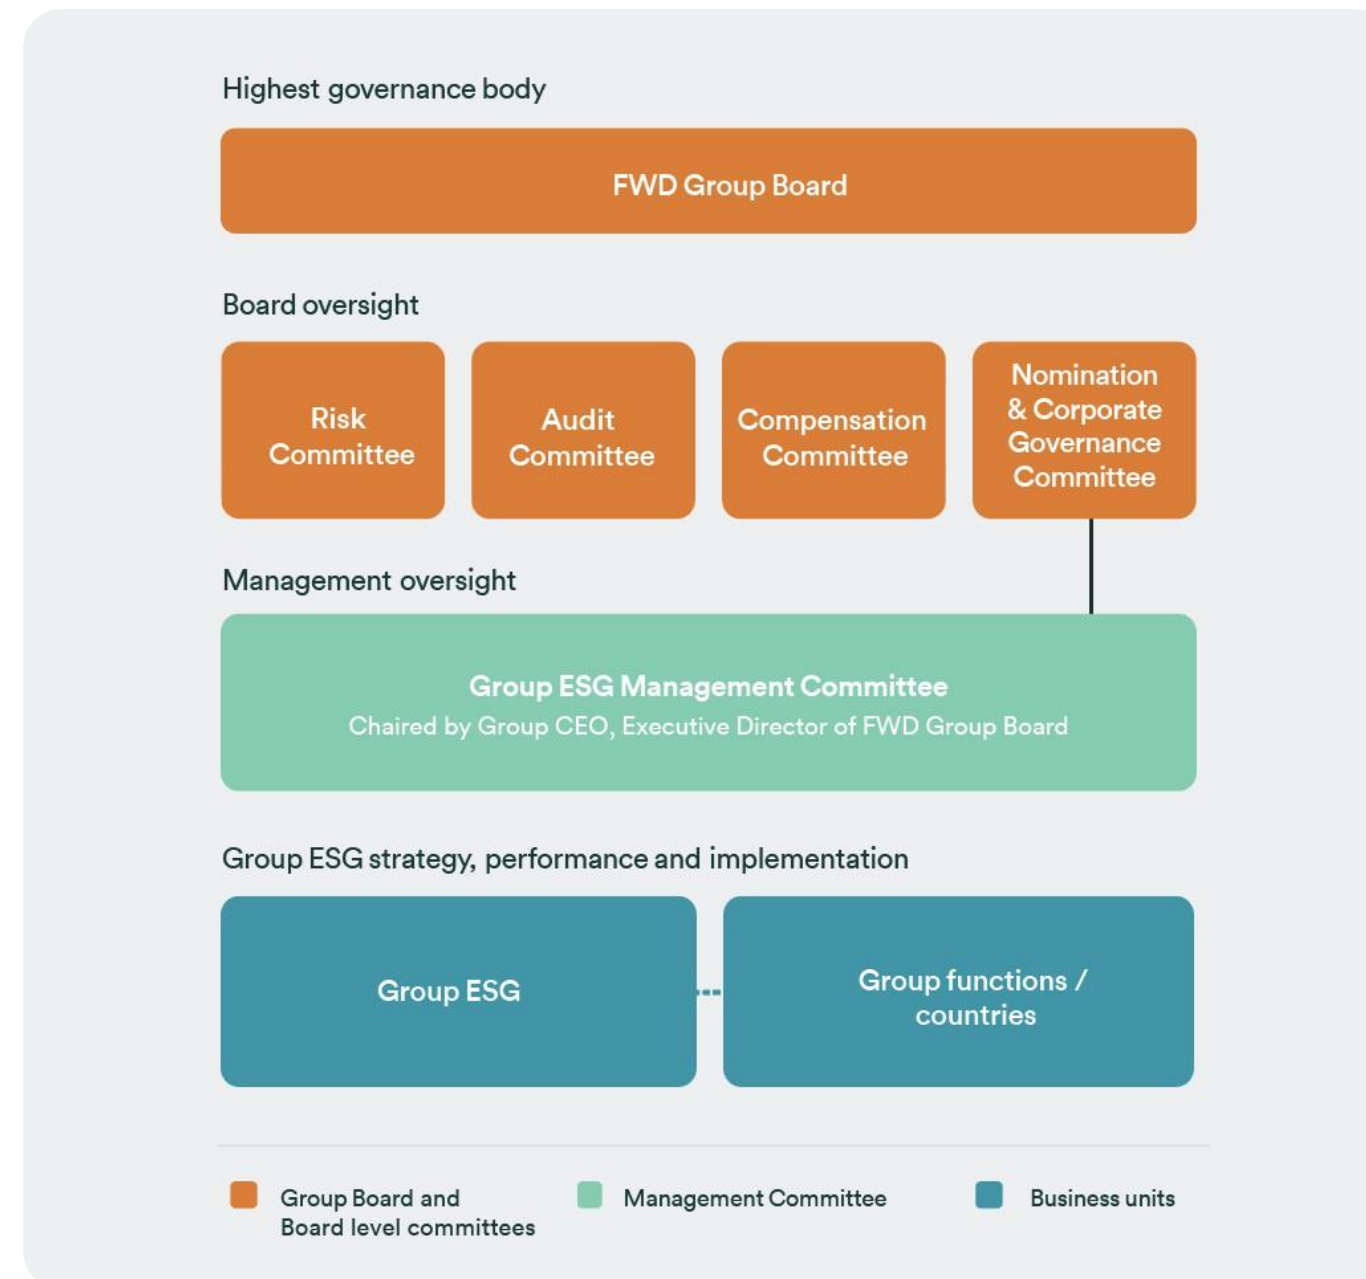 Highest governance body
FWD Group Board
Board oversight
Risk
Committee
Audit
Committee
Compensation
Committee
Nomination
& Corporate
Governance
Committee
Management oversight
Group ESG Management Committee
Chaired by Group CEO, Executive Director of FWD Group Board
Group ESG strategy, performance and implementation
Group ESG
Group functions /
countries
Group Board and
Board level committees
Management Committee
Business units